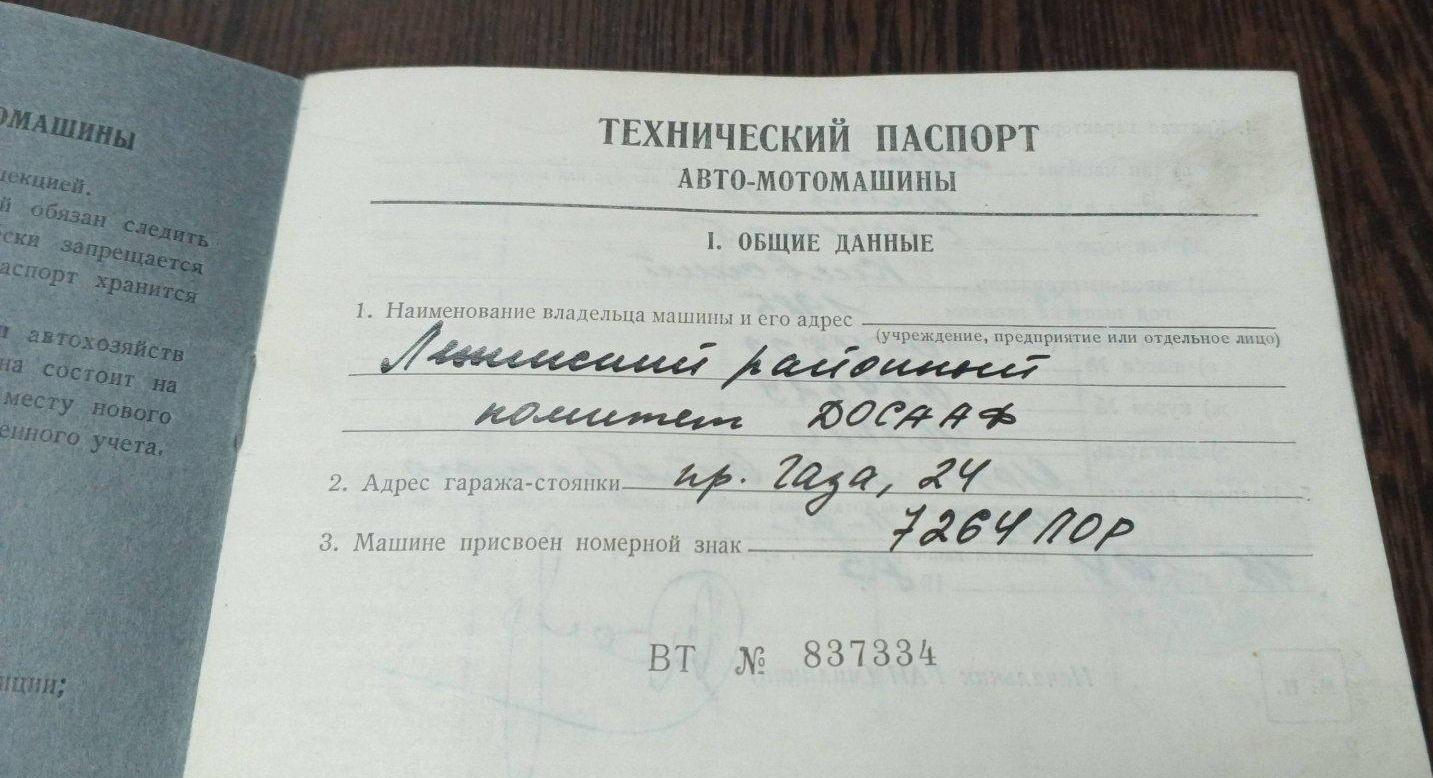 ОМАШИНЫ
пекцией.
й обязан следить
ски запрещается
аспорт хранится
и автохозяйств
на состоит на
месту нового
енного учета.
иции;
ТЕХНИЧЕСКИЙ ПАСПОРТ
АВТО-МОТОМАШИНЫ
I. ОБЩИЕ ДАННЫЕ
1. Наименование владельца машины и его адрес
(учреждение, предприятие или отдельное лицо)
Ленинский районный
комитет ДОСААФ
2. Адрес гаража-стоянки пр. Газа, 24
3. Машине присвоен номерной знак 7264 ЛОР
ВТ № 837334